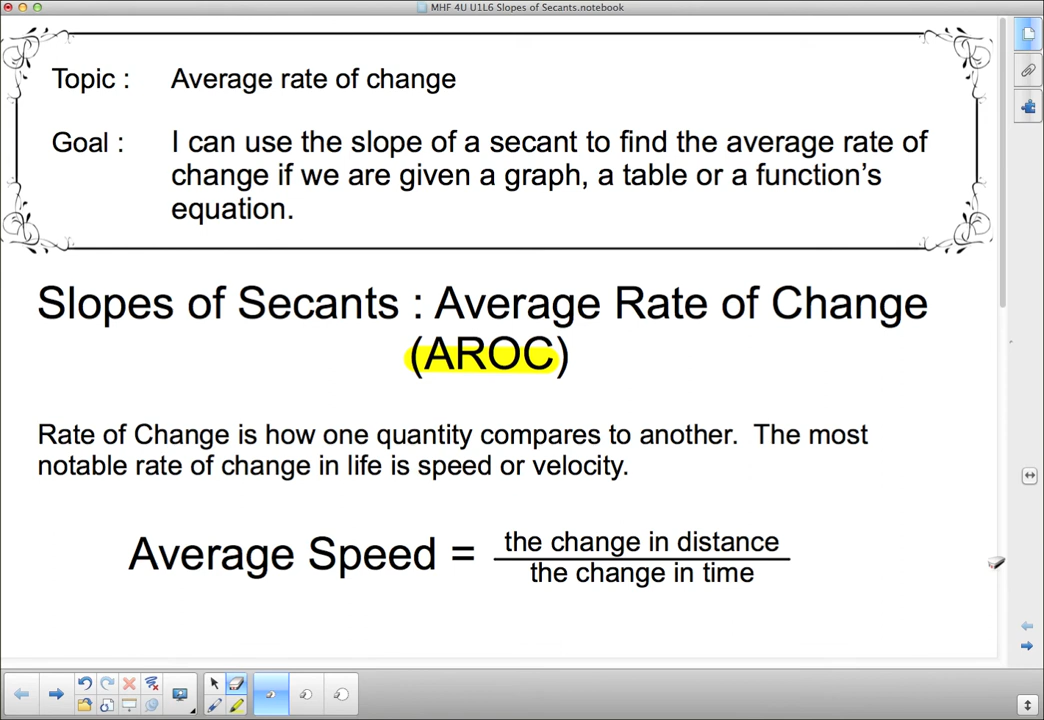 MHF 4U U1L6 Slopes of Secants.notebook
Topic : Average rate of change
Goal : I can use the slope of a secant to find the average rate of
change if we are given a graph, a table or a function's
equation.
Slopes of Secants : Average Rate of Change
(AROC)
Rate of Change is how one quantity compares to another. The most
notable rate of change in life is speed or velocity.
Average Speed = the change in distance
the change in time